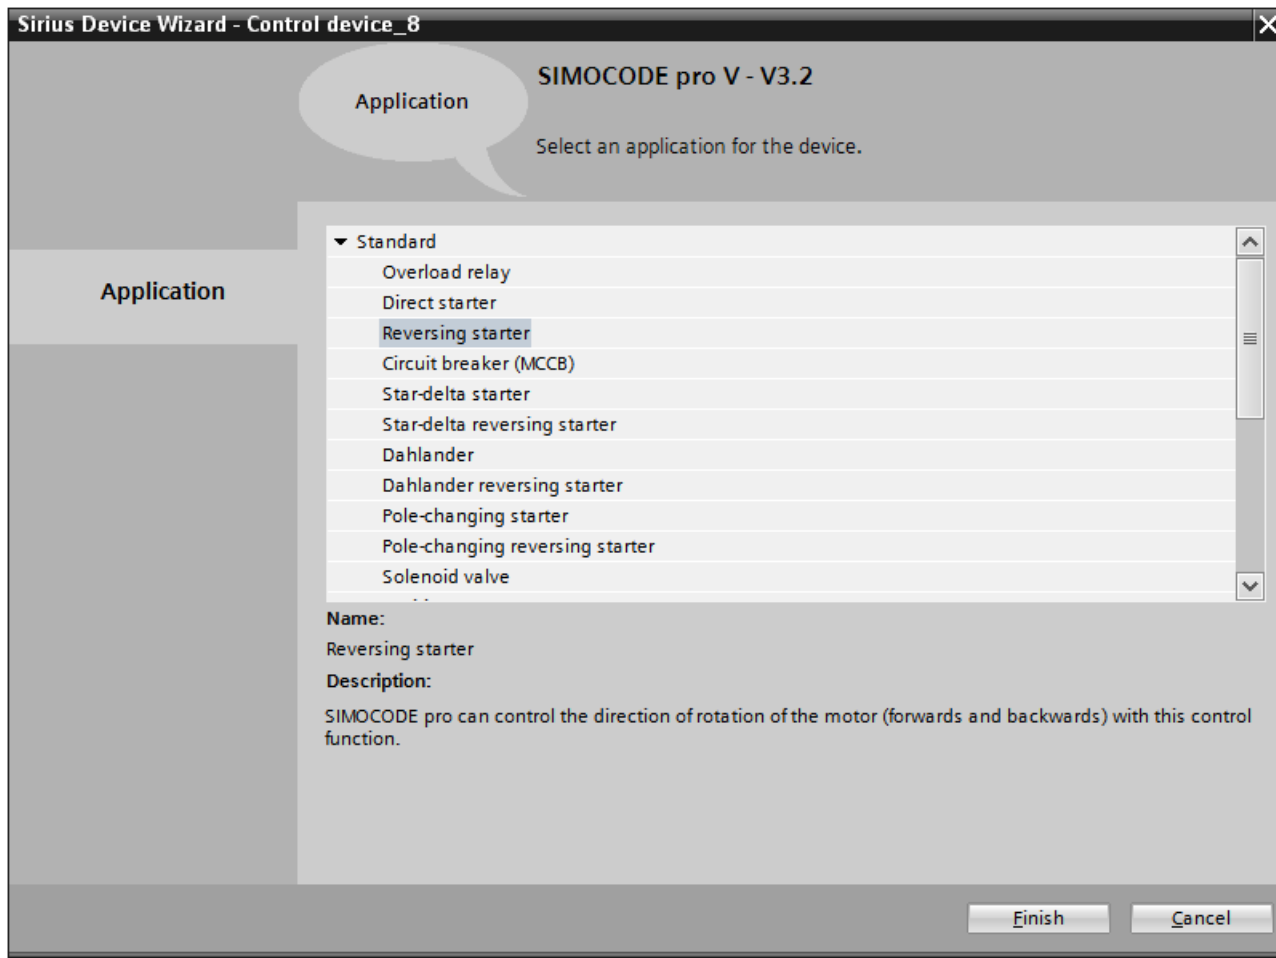 Sirius Device Wizard - Control device_8
Application
SIMOCODE pro V - V3.2
Select an application for the device.
Application
Standard
Overload relay
Direct starter
Reversing starter
Circuit breaker (MCCB)
Star-delta starter
Star-delta reversing starter
Dahlander
Dahlander reversing starter
Pole-changing starter
Pole-changing reversing starter
Solenoid valve
Name:
Reversing starter
Description:
SIMOCODE pro can control the direction of rotation of the motor (forwards and backwards) with this control
function.
Finish
Cancel